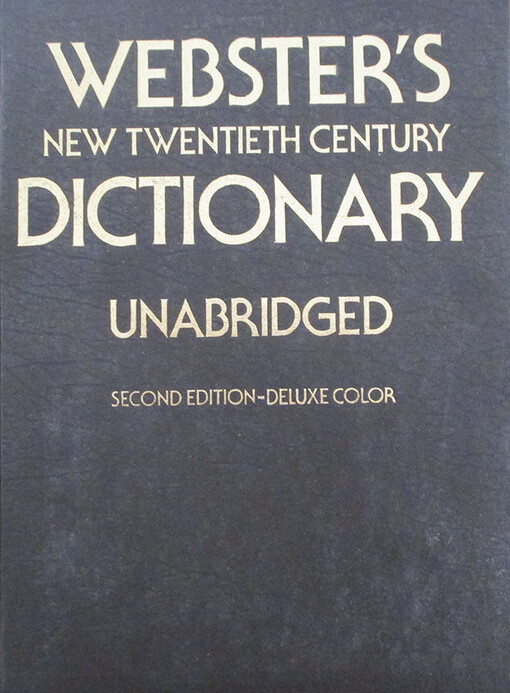 WEBSTER'S
NEW TWENTIETH CENTURY
DICTIONARY
UNABRIDGED
SECOND EDITION-DELUXE COLOR